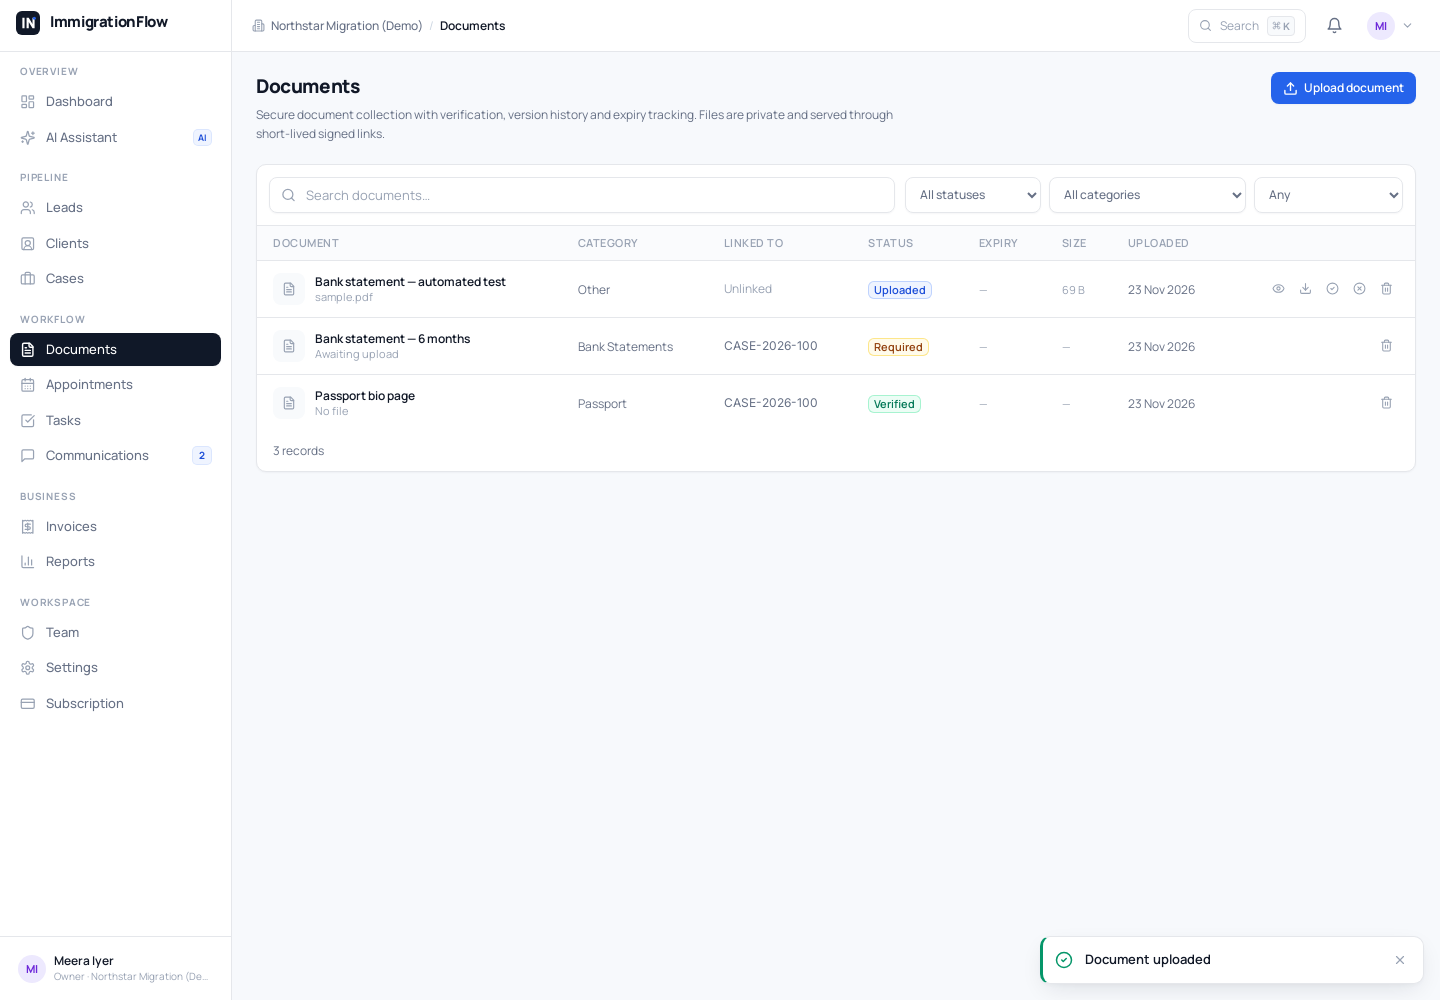 IN ImmigrationFlow
Northstar Migration (Demo) / Documents
Search ⌘K
MI
OVERVIEW
Dashboard
AI Assistant AI
PIPELINE
Leads
Clients
Cases
WORKFLOW
Documents
Appointments
Tasks
Communications 2
BUSINESS
Invoices
Reports
WORKSPACE
Team
Settings
Subscription
MI
Meera Iyer
Owner · Northstar Migration (De...
Documents
Upload document
Secure document collection with verification, version history and expiry tracking. Files are private and served through
short-lived signed links.
Search documents...
All statuses
All categories
Any
DOCUMENT CATEGORY LINKED TO STATUS EXPIRY SIZE UPLOADED
Bank statement — automated test
sample.pdf
Other Unlinked Uploaded — 69 B 23 Nov 2026
Bank statement — 6 months
Awaiting upload
Bank Statements CASE-2026-100 Required — — 23 Nov 2026
Passport bio page
No file
Passport CASE-2026-100 Verified — — 23 Nov 2026
3 records
Document uploaded